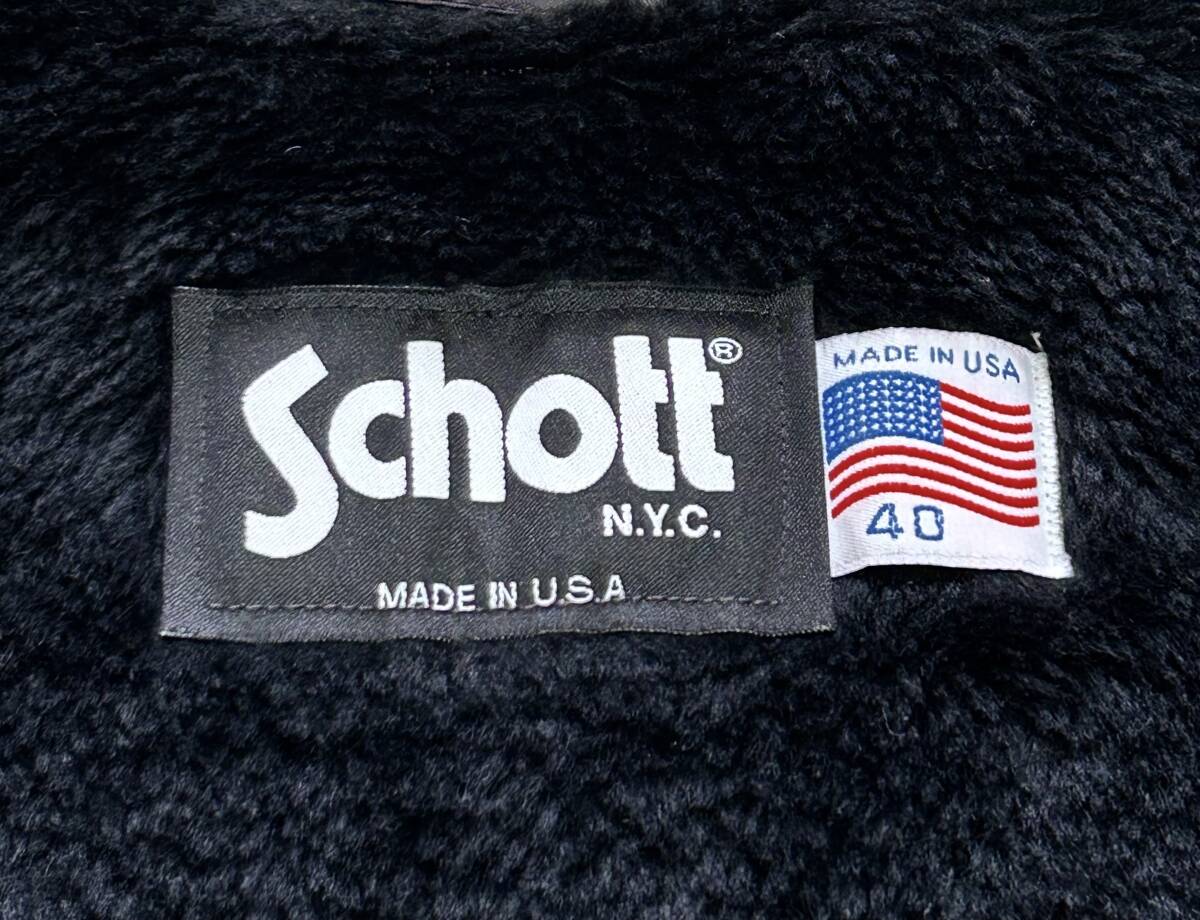 Schott®
N.Y.C.
MADE IN U.S.A
MADE IN USA
40